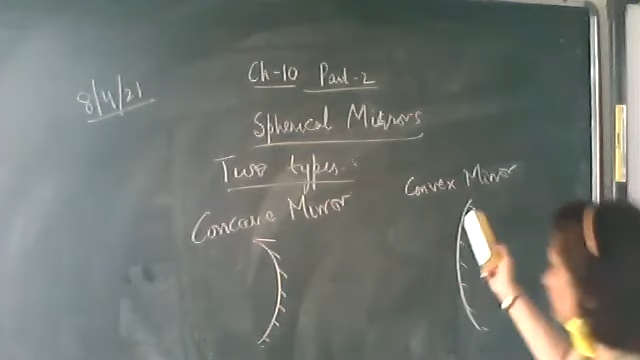 8/4/21
Ch-10 Part-2
Spherical Mirrors
Two types:
Concave Mirror
Convex Mirror